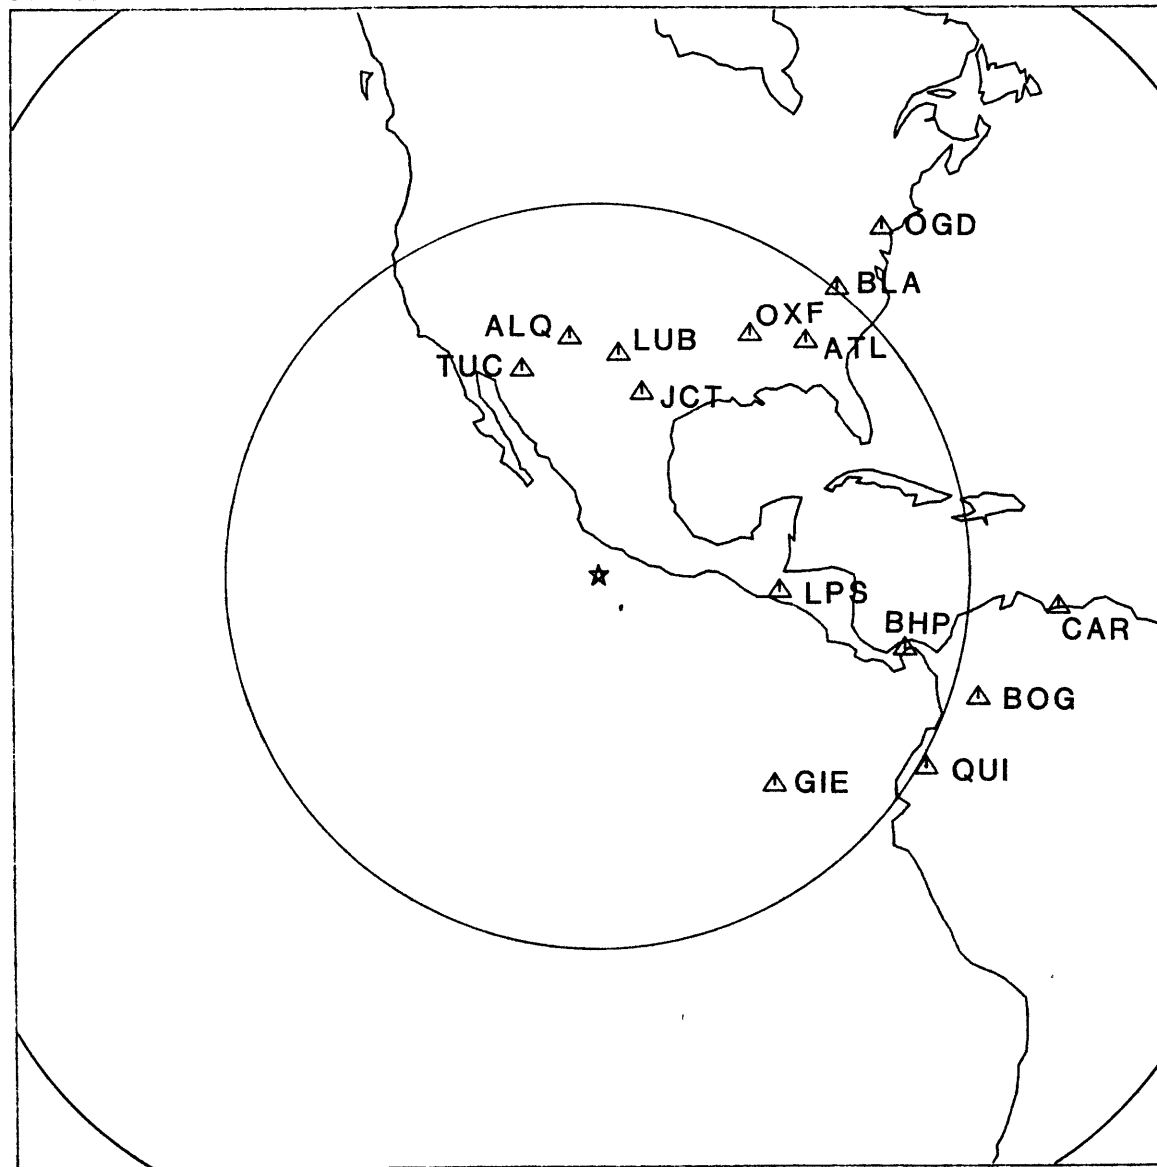 OGD
BLA
OXF
ALQ
LUB
ATL
TUC
JCT
LPS
BHP
CAR
BOG
QUI
GIE